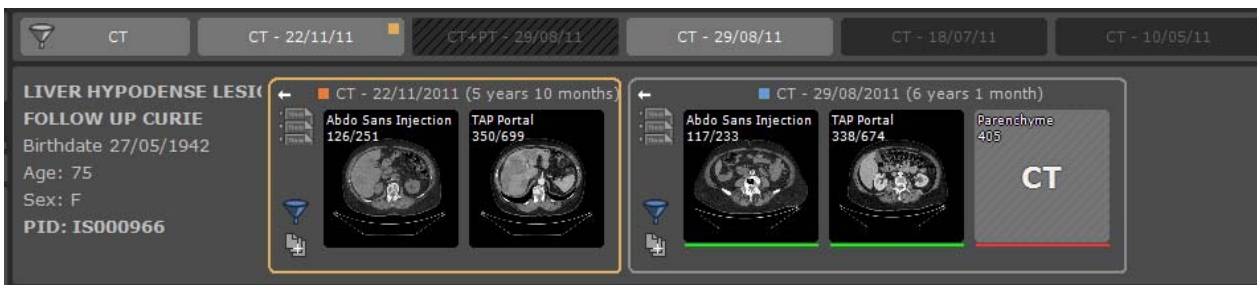 CT
CT - 22/11/11
CT+PT - 29/08/11
CT - 29/08/11
CT - 18/07/11
CT - 10/05/11
LIVER HYPODENSE LESI
FOLLOW UP CURIE
Birthdate 27/05/1942
Age: 75
Sex: F
PID: IS000966
CT - 22/11/2011 (5 years 10 months)
Abdo Sans Injection
126/251
TAP Portal
350/699
CT - 29/08/2011 (6 years 1 month)
Abdo Sans Injection
117/233
TAP Portal
338/674
Parenchyme
405
CT